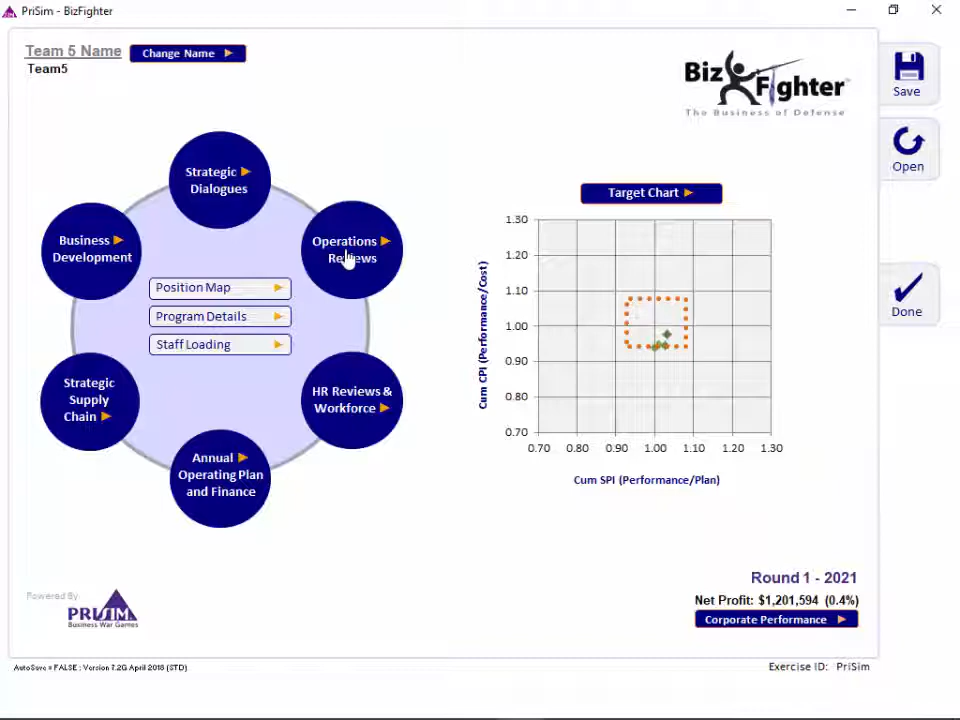 PriSim - BizFighter
Team 5 Name
Change Name
Team5
Biz Fighter
The Business of Defense
Save
Open
Done
Strategic
Dialogues
Operations
Reviews
Business
Development
Position Map
Program Details
Staff Loading
Strategic
Supply
Chain
HR Reviews &
Workforce
Annual
Operating Plan
and Finance
Target Chart
Cum CPI (Performance/Cost)
1.30
1.20
1.10
1.00
0.90
0.80
0.70
0.70 0.80 0.90 1.00 1.10 1.20 1.30
Cum SPI (Performance/Plan)
Round 1 - 2021
Net Profit: $1,201,594 (0.4%)
Corporate Performance
Powered By
PRISIM
Business War Games
AutoSave = FALSE ; Version 7.2G April 2018 (STD)
Exercise ID: PriSim